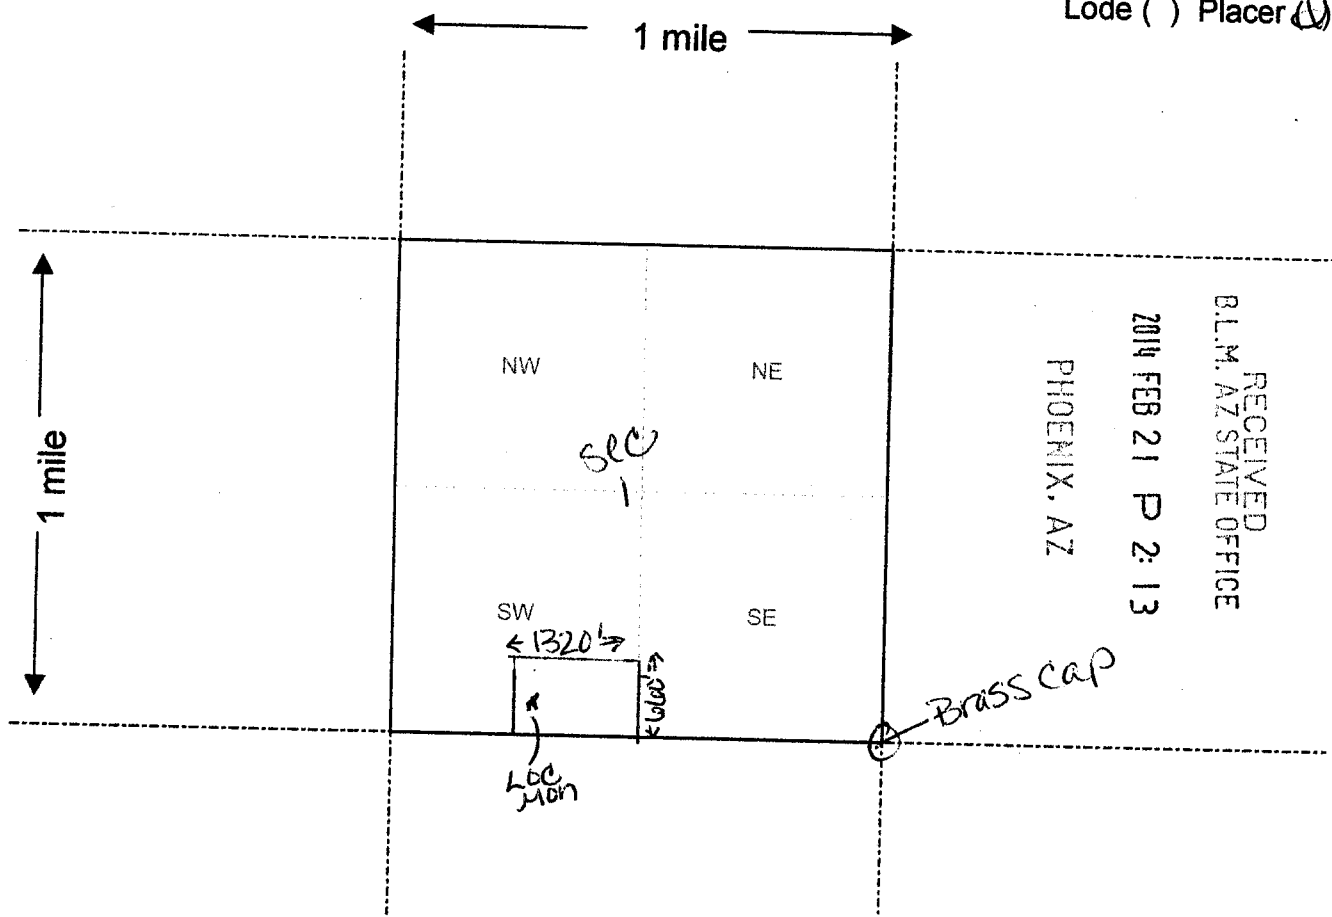 Lode ( ) Placer (X)
1 mile
1 mile
NW
NE
Sec
1
SW
SE
1320'
660'
Loc
Mon
Brass cap
RECEIVED
B.L.M. AZ STATE OFFICE
2014 FEB 21 P 2:13
PHOENIX, AZ